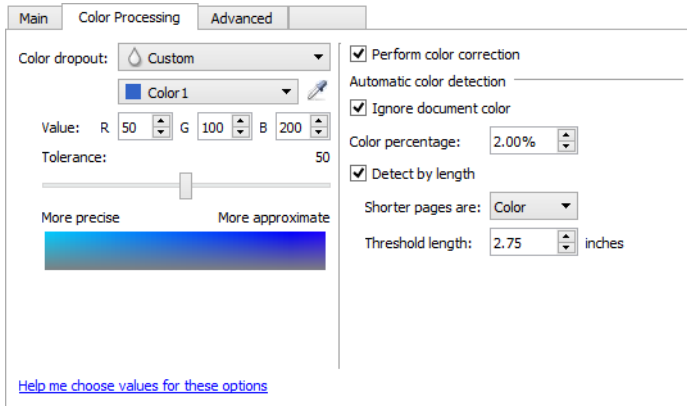 Main Color Processing Advanced
Color dropout: Custom
Color1
Value: R 50 G 100 B 200
Tolerance: 50
More precise More approximate
Help me choose values for these options
Perform color correction
Automatic color detection
Ignore document color
Color percentage: 2.00%
Detect by length
Shorter pages are: Color
Threshold length: 2.75 inches